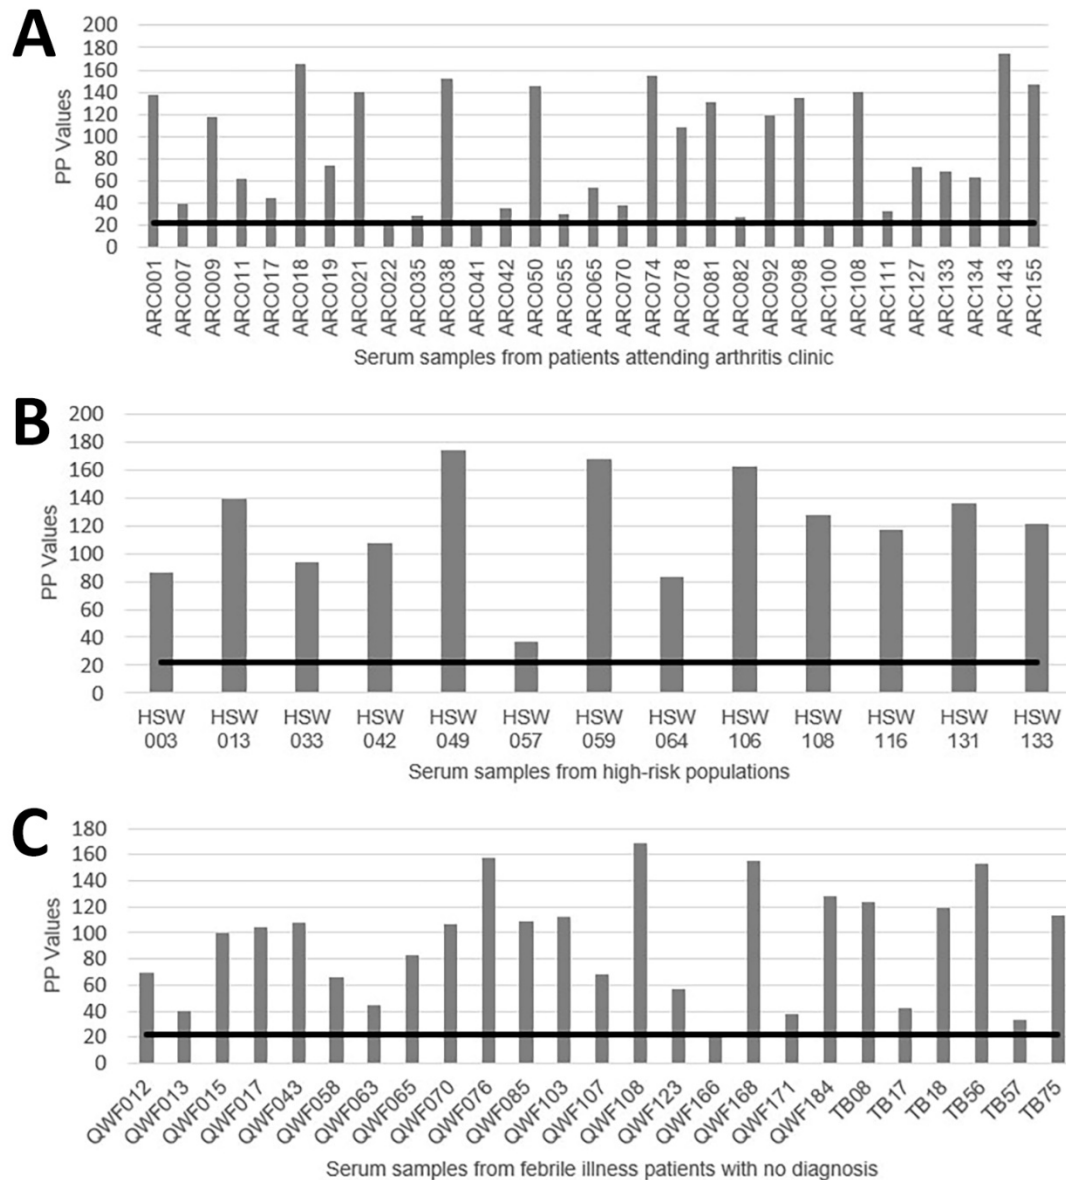 A
PP Values
200
180
160
140
120
100
80
60
40
20
0
ARC001
ARC007
ARC009
ARC011
ARC017
ARC018
ARC019
ARC021
ARC022
ARC035
ARC038
ARC041
ARC042
ARC050
ARC055
ARC065
ARC070
ARC074
ARC078
ARC081
ARC082
ARC092
ARC098
ARC100
ARC108
ARC111
ARC127
ARC133
ARC134
ARC143
ARC155
Serum samples from patients attending arthritis clinic
B
PP Values
200
180
160
140
120
100
80
60
40
20
0
HSW HSW HSW HSW HSW HSW HSW HSW HSW HSW HSW HSW HSW
003 013 033 042 049 057 059 064 106 108 116 131 133
Serum samples from high-risk populations
C
PP Values
180
160
140
120
100
80
60
40
20
0
QWF012
QWF013
QWF015
QWF017
QWF043
QWF058
QWF063
QWF065
QWF070
QWF076
QWF085
QWF103
QWF107
QWF108
QWF123
QWF166
QWF168
QWF171
QWF184
TB08
TB17
TB18
TB56
TB57
TB75
Serum samples from febrile illness patients with no diagnosis